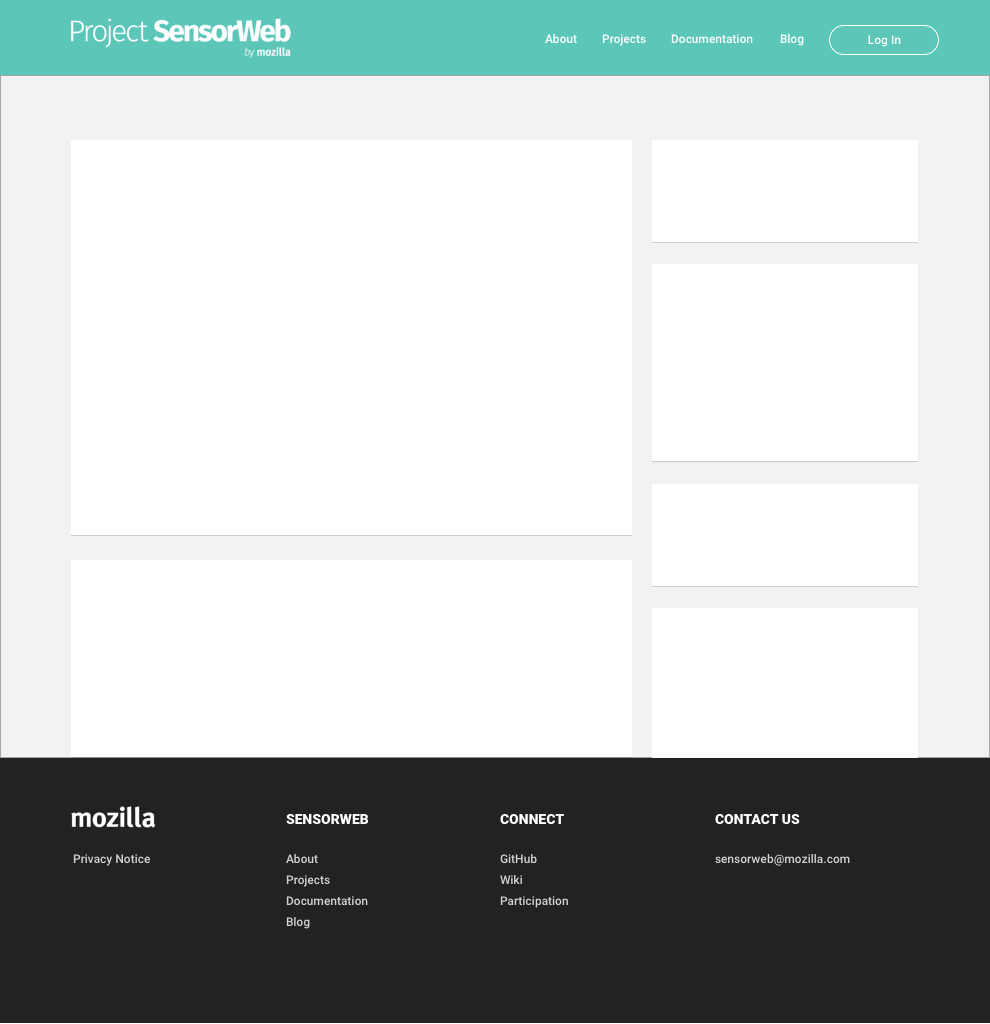 Project SensorWeb
by mozilla
About Projects Documentation Blog Log In
mozilla
Privacy Notice
SENSORWEB
About
Projects
Documentation
Blog
CONNECT
GitHub
Wiki
Participation
CONTACT US
sensorweb@mozilla.com